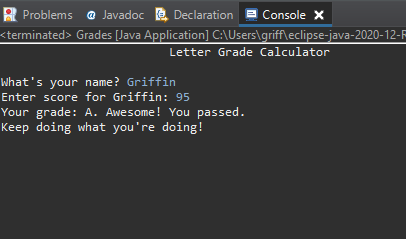 Problems @ Javadoc Declaration Console
<terminated> Grades [Java Application] C:\Users\griff\eclipse-java-2020-12-R
Letter Grade Calculator
What's your name? Griffin
Enter score for Griffin: 95
Your grade: A. Awesome! You passed.
Keep doing what you're doing!